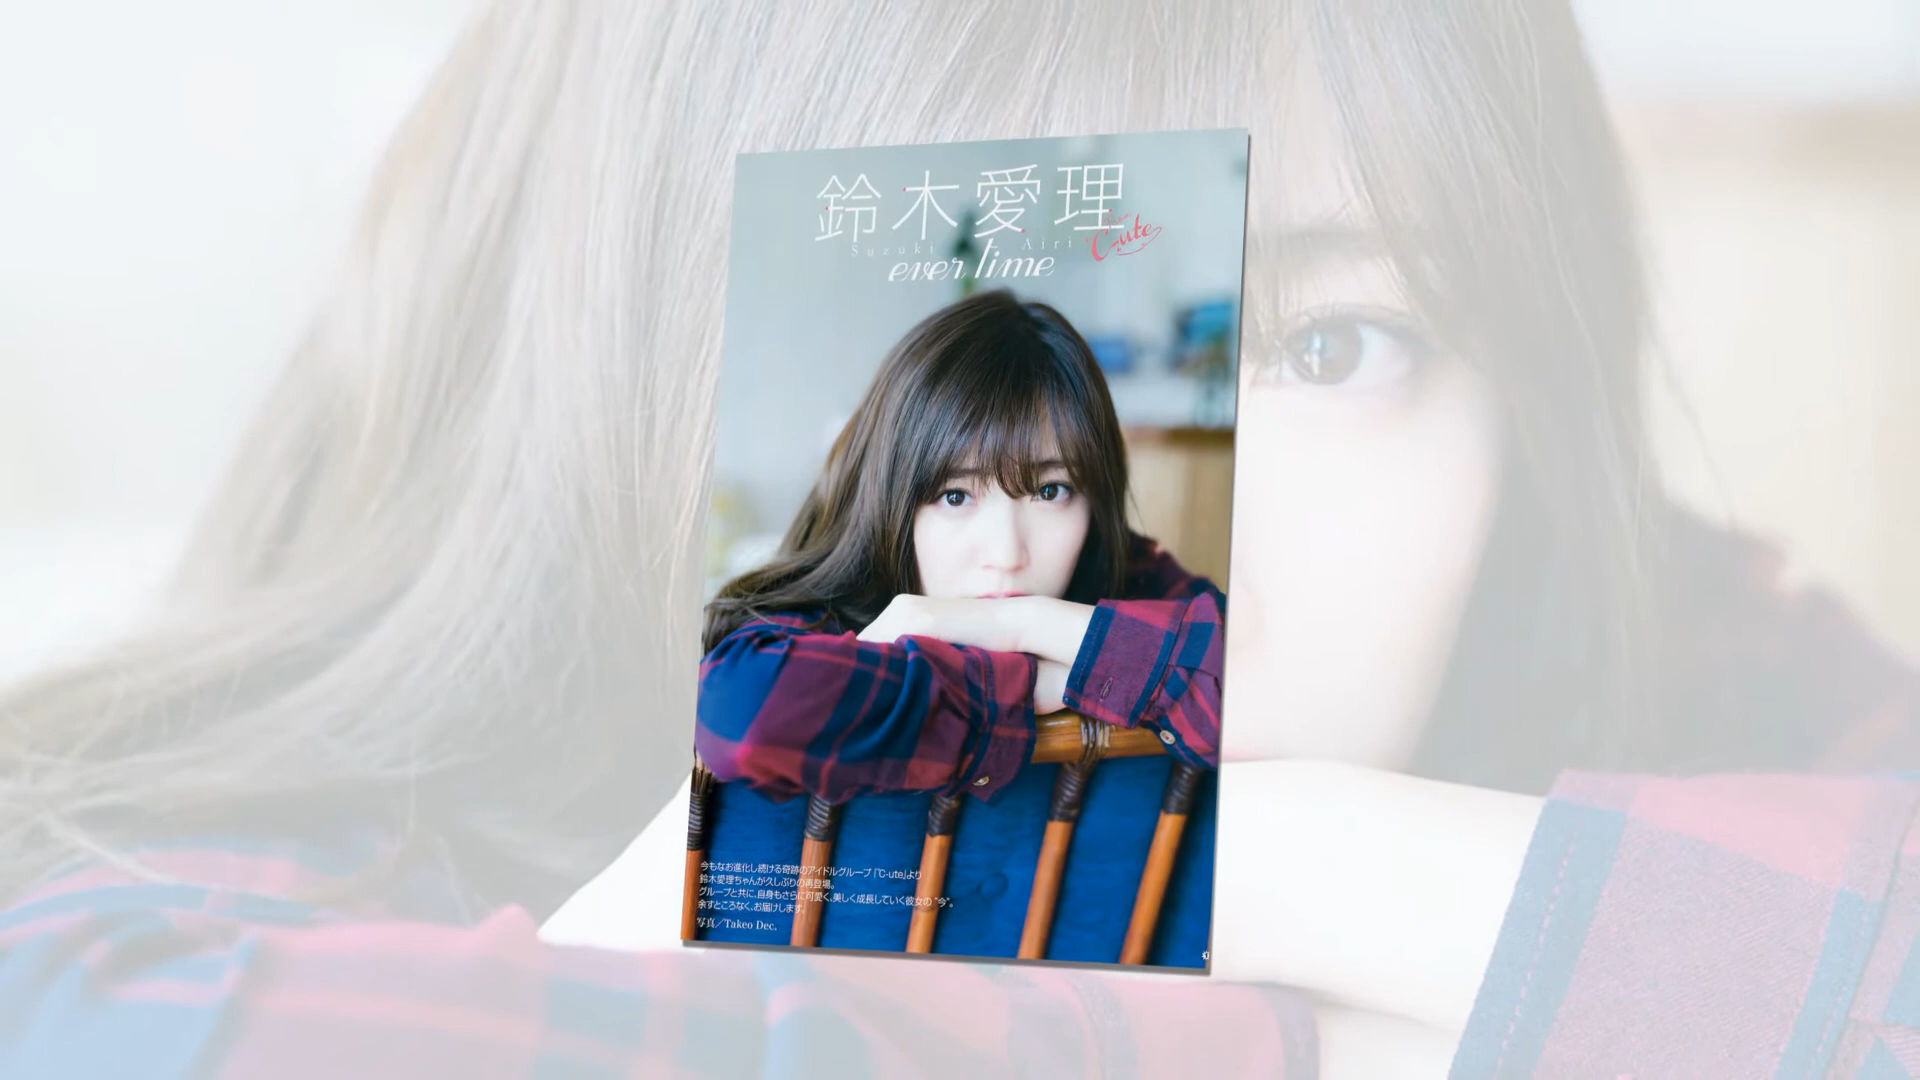 鈴木愛理
Suzuki Airi
℃-ute
ever time
今もなお進化し続ける奇跡のアイドルグループ『℃-ute』より
鈴木愛理ちゃんが久しぶりの再登場。
グループと共に、自身もさらに可愛く、美しく成長していく彼女の“今”。
余すところなく、お届けします。
写真/Takeo Dec.